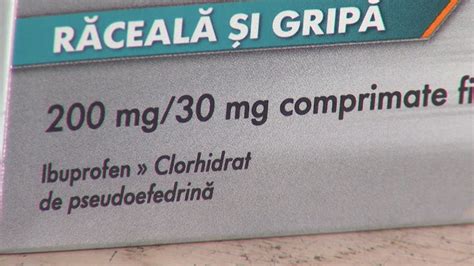 RĂCEALĂ ȘI GRIPĂ
200 mg/30 mg comprimate fi
Ibuprofen » Clorhidrat
de pseudoefedrină